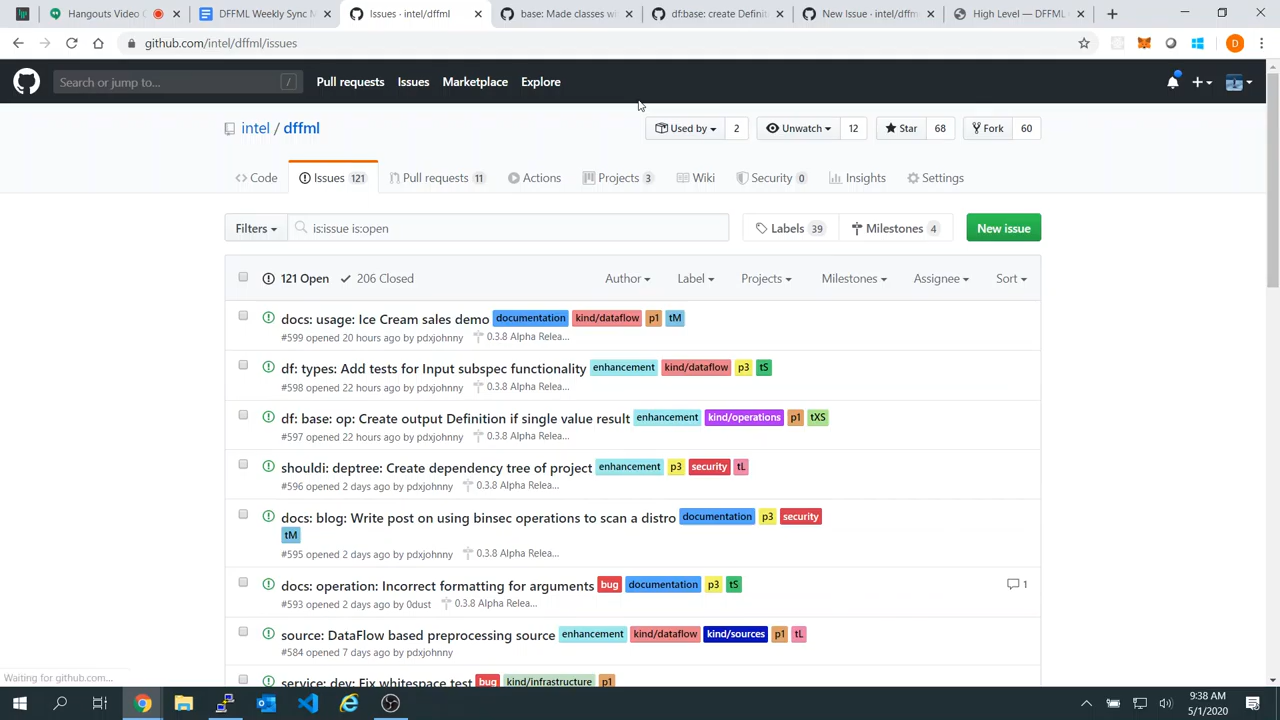 Hangouts Video C
DFFML Weekly Sync M
Issues · intel/dffml
base: Made classes wi
df:base: create Definit
New Issue · intel/dffml
High Level — DFFML
github.com/intel/dffml/issues
D
Search or jump to...
/
Pull requests
Issues
Marketplace
Explore
intel / dffml
Used by
2
Unwatch
12
Star
68
Fork
60
Code
Issues 121
Pull requests 11
Actions
Projects 3
Wiki
Security 0
Insights
Settings
Filters
is:issue is:open
Labels 39
Milestones 4
New issue
121 Open
206 Closed
Author
Label
Projects
Milestones
Assignee
Sort
docs: usage: Ice Cream sales demo documentation kind/dataflow p1 tM
#599 opened 20 hours ago by pdxjohnny 0.3.8 Alpha Relea...
df: types: Add tests for Input subspec functionality enhancement kind/dataflow p3 tS
#598 opened 22 hours ago by pdxjohnny 0.3.8 Alpha Relea...
df: base: op: Create output Definition if single value result enhancement kind/operations p1 tXS
#597 opened 22 hours ago by pdxjohnny 0.3.8 Alpha Relea...
shouldi: deptree: Create dependency tree of project enhancement p3 security tL
#596 opened 2 days ago by pdxjohnny 0.3.8 Alpha Relea...
docs: blog: Write post on using binsec operations to scan a distro documentation p3 security
tM
#595 opened 2 days ago by pdxjohnny 0.3.8 Alpha Relea...
docs: operation: Incorrect formatting for arguments bug documentation p3 tS
1
#593 opened 2 days ago by 0dust 0.3.8 Alpha Relea...
source: DataFlow based preprocessing source enhancement kind/dataflow kind/sources p1 tL
#584 opened 7 days ago by pdxjohnny
service: dev: Fix whitespace test bug kind/infrastructure p1
Waiting for github.com...
9:38 AM
5/1/2020